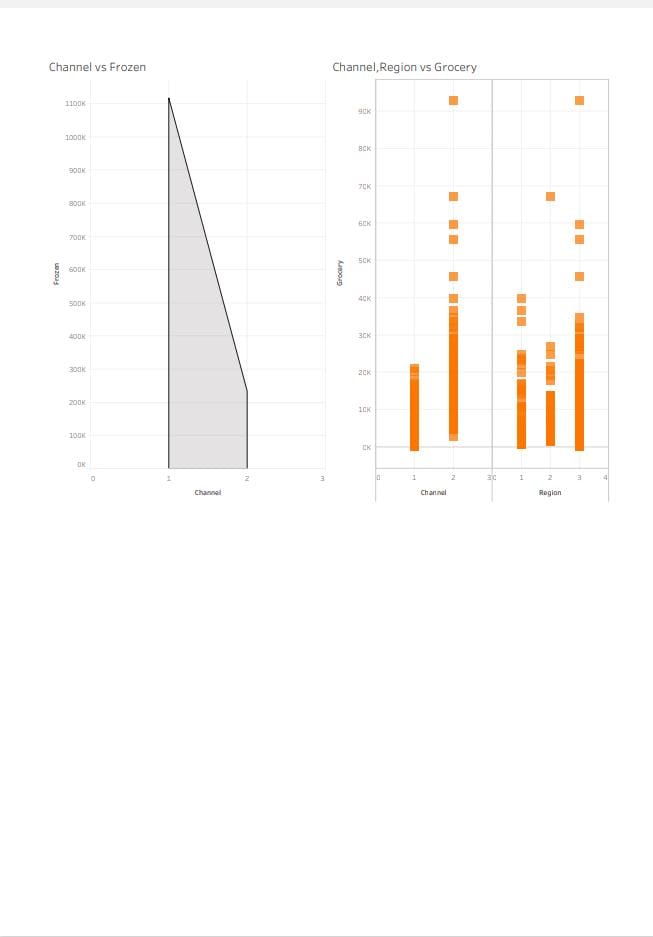 Channel vs Frozen
1100K
1000K
900K
800K
700K
600K
500K
400K
300K
200K
100K
0K
Frozen
0 1 2 3
Channel
Channel,Region vs Grocery
90K
80K
70K
60K
50K
40K
30K
20K
10K
0K
Grocery
0 1 2 3 0 1 2 3 4
Channel Region